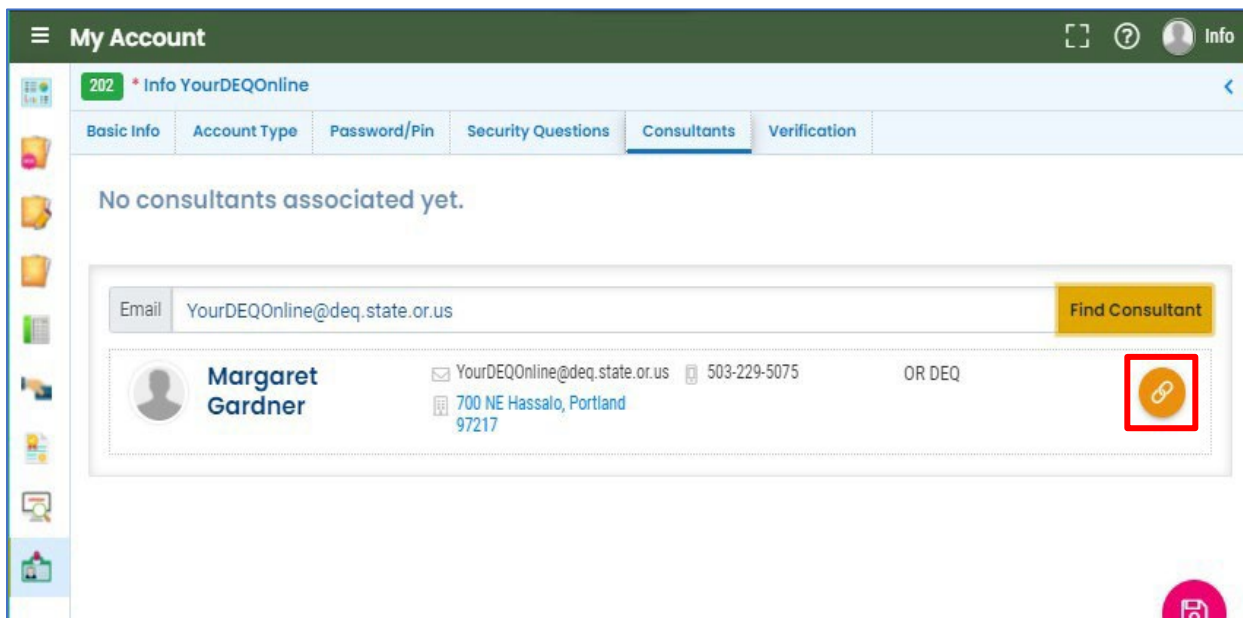 My Account
Info
202 * Info YourDEQOnline
Basic Info Account Type Password/Pin Security Questions Consultants Verification
No consultants associated yet.
Email YourDEQOnline@deq.state.or.us Find Consultant
Margaret YourDEQOnline@deq.state.or.us 503-229-5075 OR DEQ
Gardner 700 NE Hassalo, Portland
97217